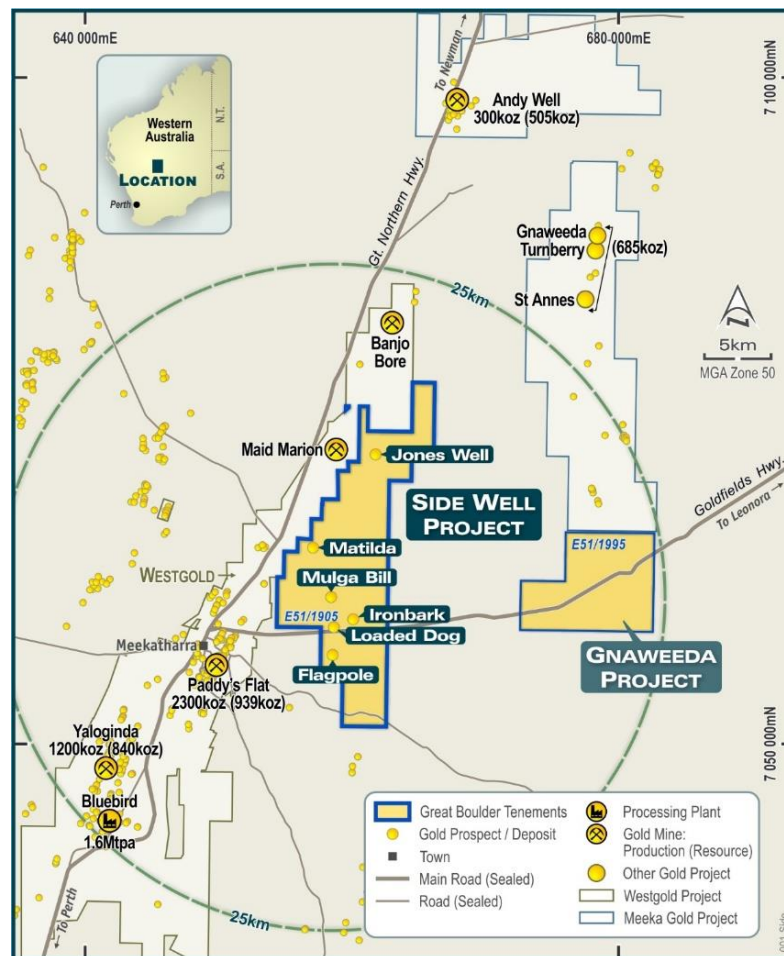 640 000mE
680 000mE
7 100 000mN
7 050 000mN
Western
Australia
N.T.
S.A.
LOCATION
Perth
To Newman
Andy Well
300koz (505koz)
Gt. Northern Hwy.
Gnaweeda
Turnberry
(685koz)
St Annes
25km
5km
MGA Zone 50
Banjo
Bore
Maid Marion
Jones Well
SIDE WELL
PROJECT
Goldfields Hwy.
To Leonora
Matilda
E51/1995
WESTGOLD
Mulga Bill
E51/1905
Ironbark
Loaded Dog
Meekatharra
GNAWEEDA
PROJECT
Flagpole
Paddy's Flat
2300koz (939koz)
Yaloginda
1200koz (840koz)
Bluebird
1.6Mtpa
To Perth
25km
Great Boulder Tenements
Gold Prospect / Deposit
Town
Main Road (Sealed)
Road (Sealed)
Processing Plant
Gold Mine:
Production (Resource)
Other Gold Project
Westgold Project
Meeka Gold Project